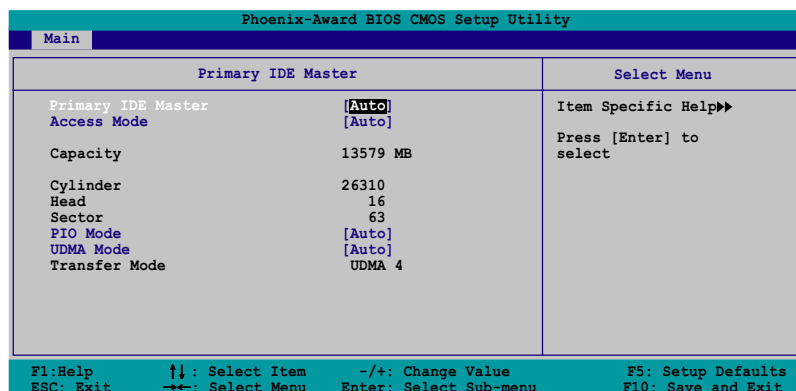 Phoenix-Award BIOS CMOS Setup Utility
Main
Primary IDE Master
Select Menu
Primary IDE Master [Auto]
Access Mode [Auto]
Capacity 13579 MB
Cylinder 26310
Head 16
Sector 63
PIO Mode [Auto]
UDMA Mode [Auto]
Transfer Mode UDMA 4
Item Specific Help▶▶
Press [Enter] to
select
F1:Help ↑↓: Select Item -/+: Change Value F5: Setup Defaults
ESC: Exit →←: Select Menu Enter: Select Sub-menu F10: Save and Exit